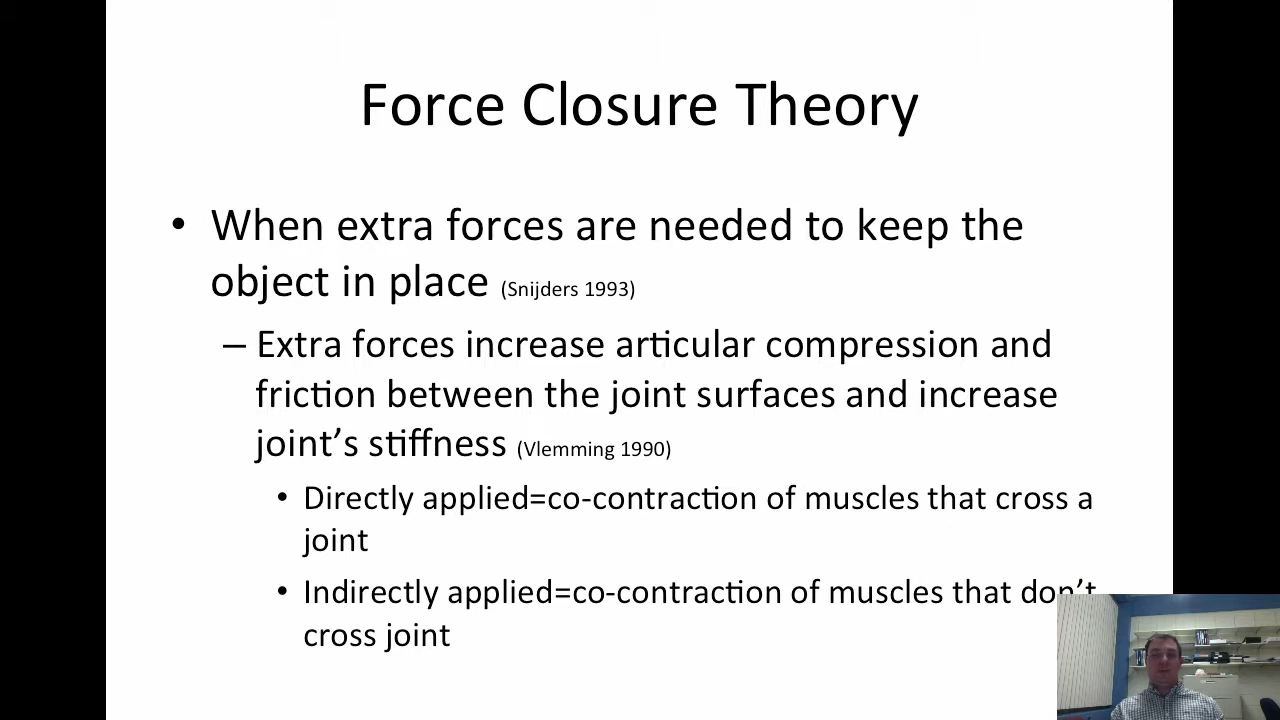 Force Closure Theory
• When extra forces are needed to keep the
object in place (Snijders 1993)
– Extra forces increase articular compression and
friction between the joint surfaces and increase
joint’s stiffness (Vlemming 1990)
• Directly applied=co-contraction of muscles that cross a
joint
• Indirectly applied=co-contraction of muscles that don’t
cross joint